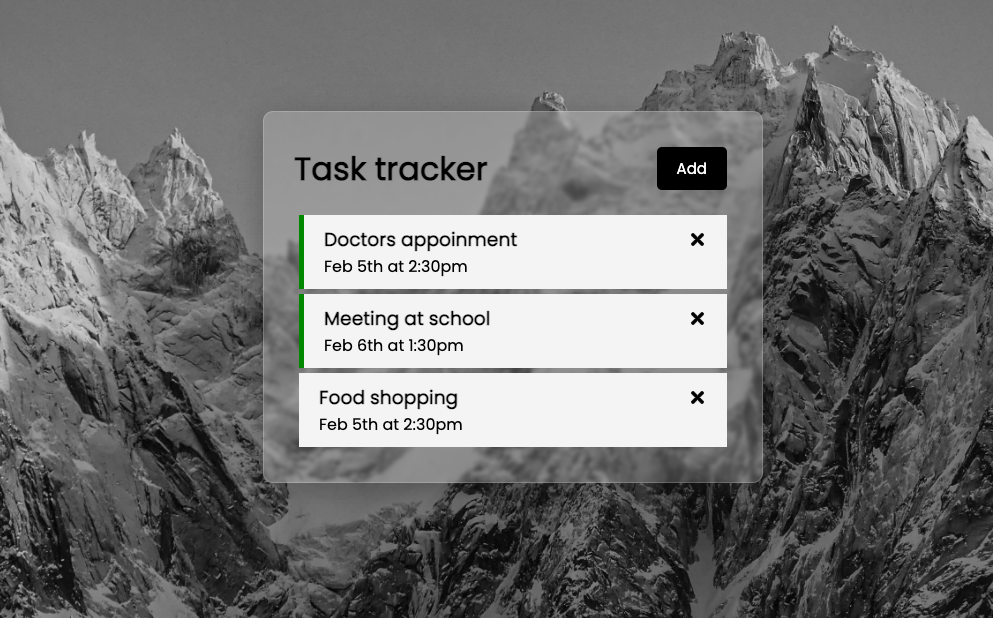 Task tracker
Add
Doctors appoinment
Feb 5th at 2:30pm
Meeting at school
Feb 6th at 1:30pm
Food shopping
Feb 5th at 2:30pm